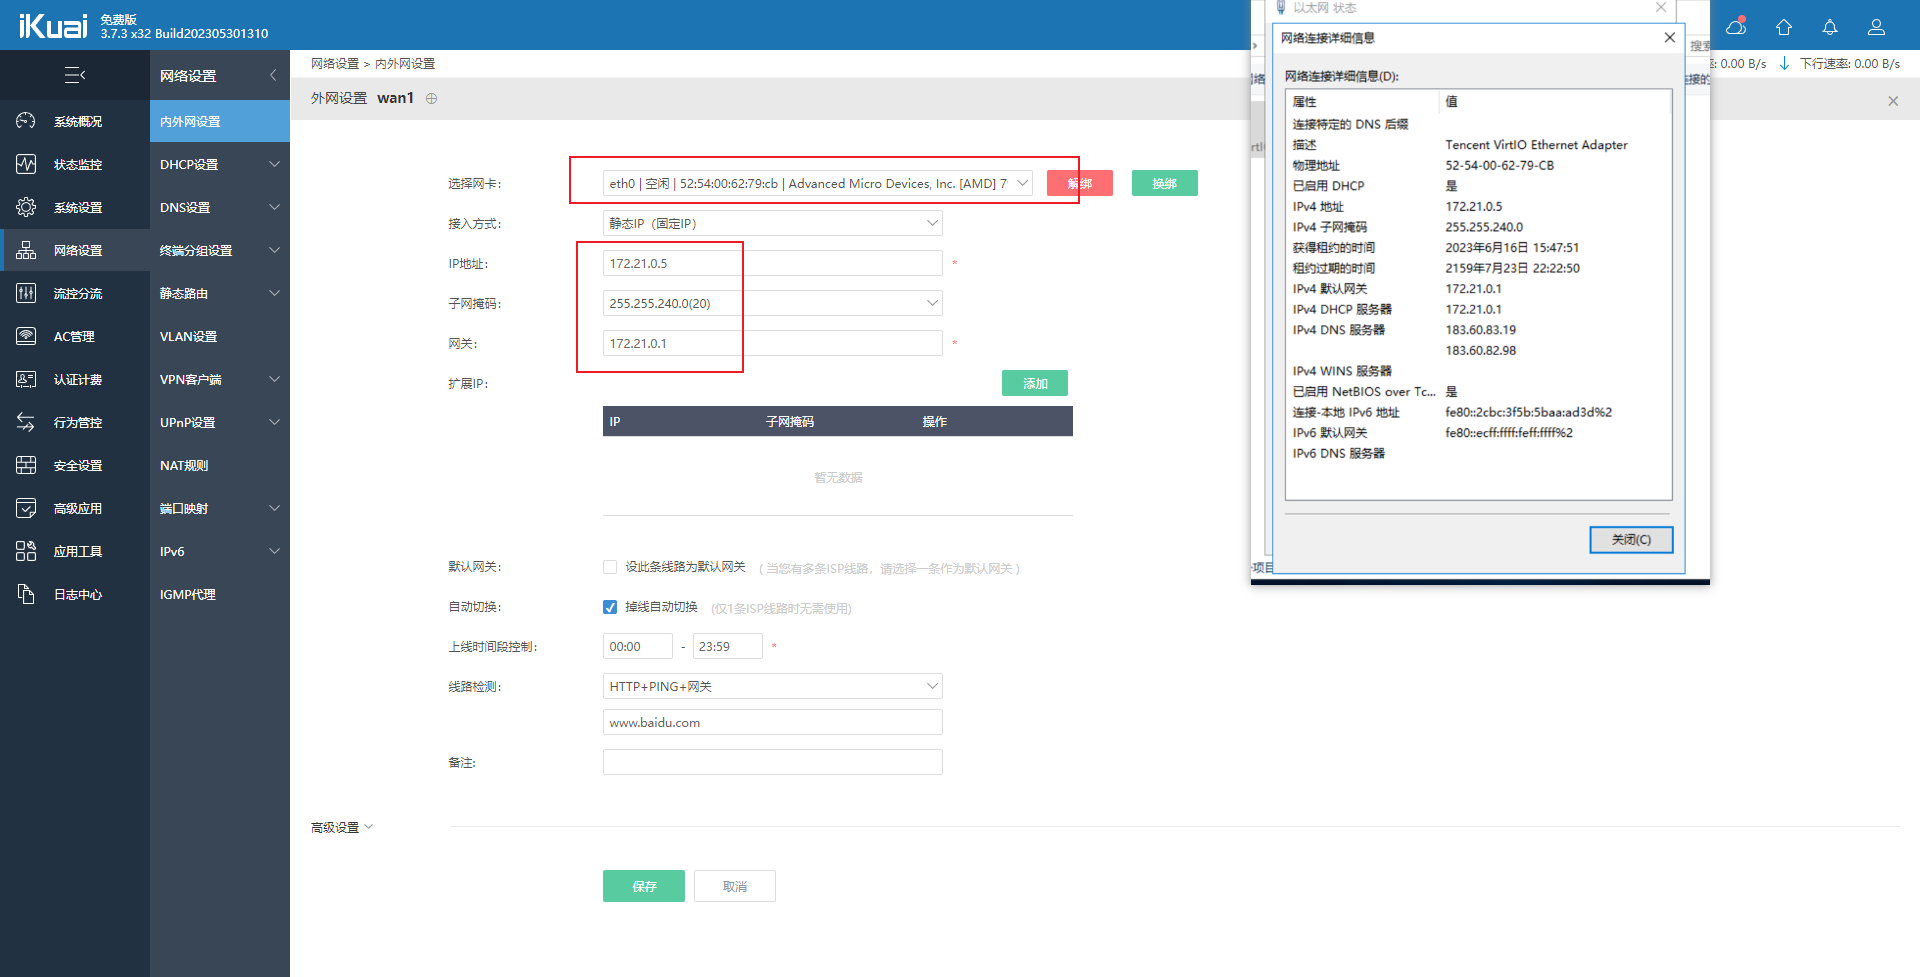 iKuai
免费版
3.7.3 x32 Build202305301310
系统概况
状态监控
系统设置
网络设置
流控分流
AC管理
认证计费
行为管控
安全设置
高级应用
应用工具
日志中心
网络设置
内外网设置
DHCP设置
DNS设置
终端分组设置
静态路由
VLAN设置
VPN客户端
UPnP设置
NAT规则
端口映射
IPv6
IGMP代理
网络设置 > 内外网设置
: 0.00 B/s 下行速率: 0.00 B/s
外网设置 wan1
选择网卡:
eth0 | 空闲 | 52:54:00:62:79:cb | Advanced Micro Devices, Inc. [AMD] 7
解绑
换绑
接入方式:
静态IP（固定IP）
IP地址:
172.21.0.5
*
子网掩码:
255.255.240.0(20)
网关:
172.21.0.1
*
扩展IP:
添加
IP 子网掩码 操作
暂无数据
默认网关:
设此条线路为默认网关
( 当您有多条ISP线路，请选择一条作为默认网关 )
自动切换:
掉线自动切换
(仅1条ISP线路时无需使用)
上线时间段控制:
00:00 - 23:59 *
线路检测:
HTTP+PING+网关
www.baidu.com
备注:
高级设置
保存
取消
以太网 状态
网络连接详细信息
网络连接详细信息(D):
属性 值
连接特定的 DNS 后缀
描述 Tencent VirtIO Ethernet Adapter
物理地址 52-54-00-62-79-CB
已启用 DHCP 是
IPv4 地址 172.21.0.5
IPv4 子网掩码 255.255.240.0
获得租约的时间 2023年6月16日 15:47:51
租约过期的时间 2159年7月23日 22:22:50
IPv4 默认网关 172.21.0.1
IPv4 DHCP 服务器 172.21.0.1
IPv4 DNS 服务器 183.60.83.19
183.60.82.98
IPv4 WINS 服务器
已启用 NetBIOS over Tc... 是
连接-本地 IPv6 地址 fe80::2cbc:3f5b:5baa:ad3d%2
IPv6 默认网关 fe80::ecff:ffff:feff:ffff%2
IPv6 DNS 服务器
关闭(C)
搜索
连接的
项目